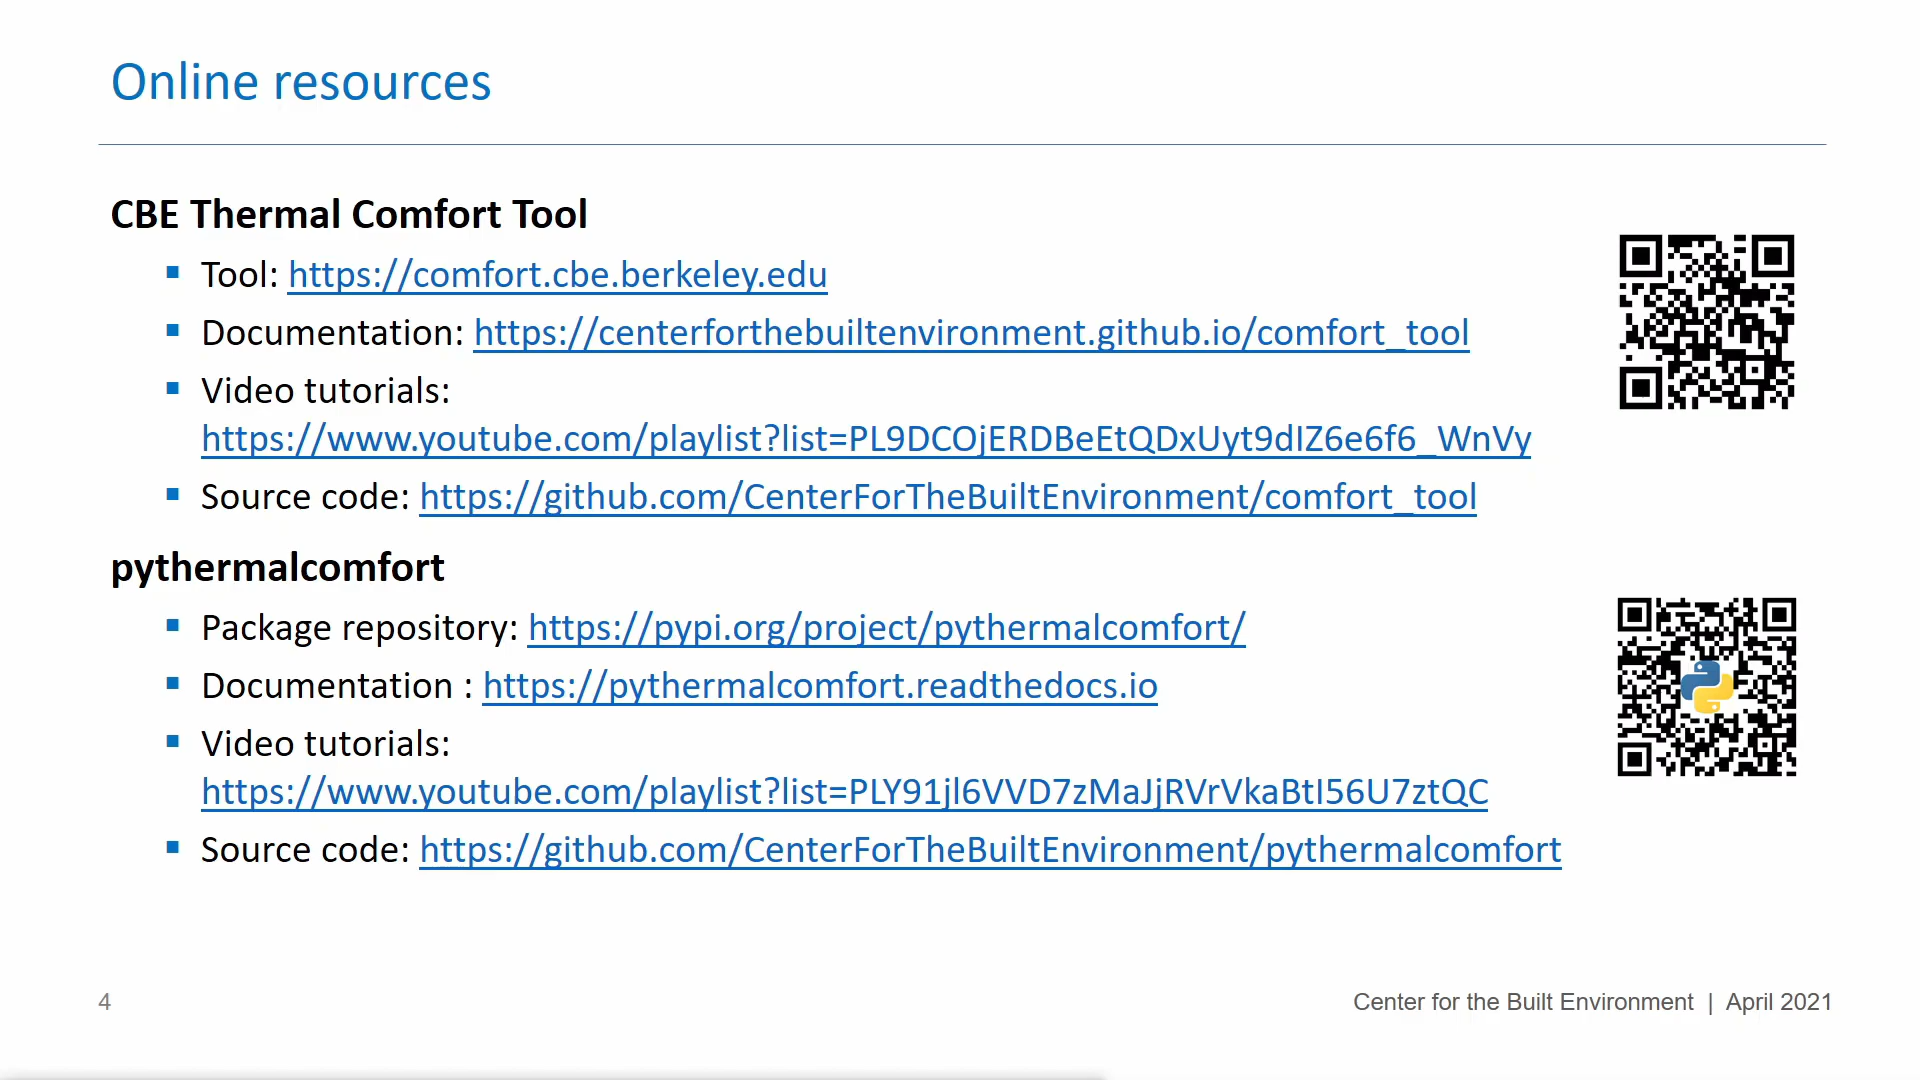 Online resources
CBE Thermal Comfort Tool
Tool: https://comfort.cbe.berkeley.edu
Documentation: https://centerforthebuiltenvironment.github.io/comfort_tool
Video tutorials:
https://www.youtube.com/playlist?list=PL9DCOjERDBeEtQDxUyt9dIZ6e6f6_WnVy
Source code: https://github.com/CenterForTheBuiltEnvironment/comfort_tool
pythermalcomfort
Package repository: https://pypi.org/project/pythermalcomfort/
Documentation : https://pythermalcomfort.readthedocs.io
Video tutorials:
https://www.youtube.com/playlist?list=PLY91jl6VVD7zMaJjRVrVkaBtI56U7ztQC
Source code: https://github.com/CenterForTheBuiltEnvironment/pythermalcomfort
4
Center for the Built Environment | April 2021